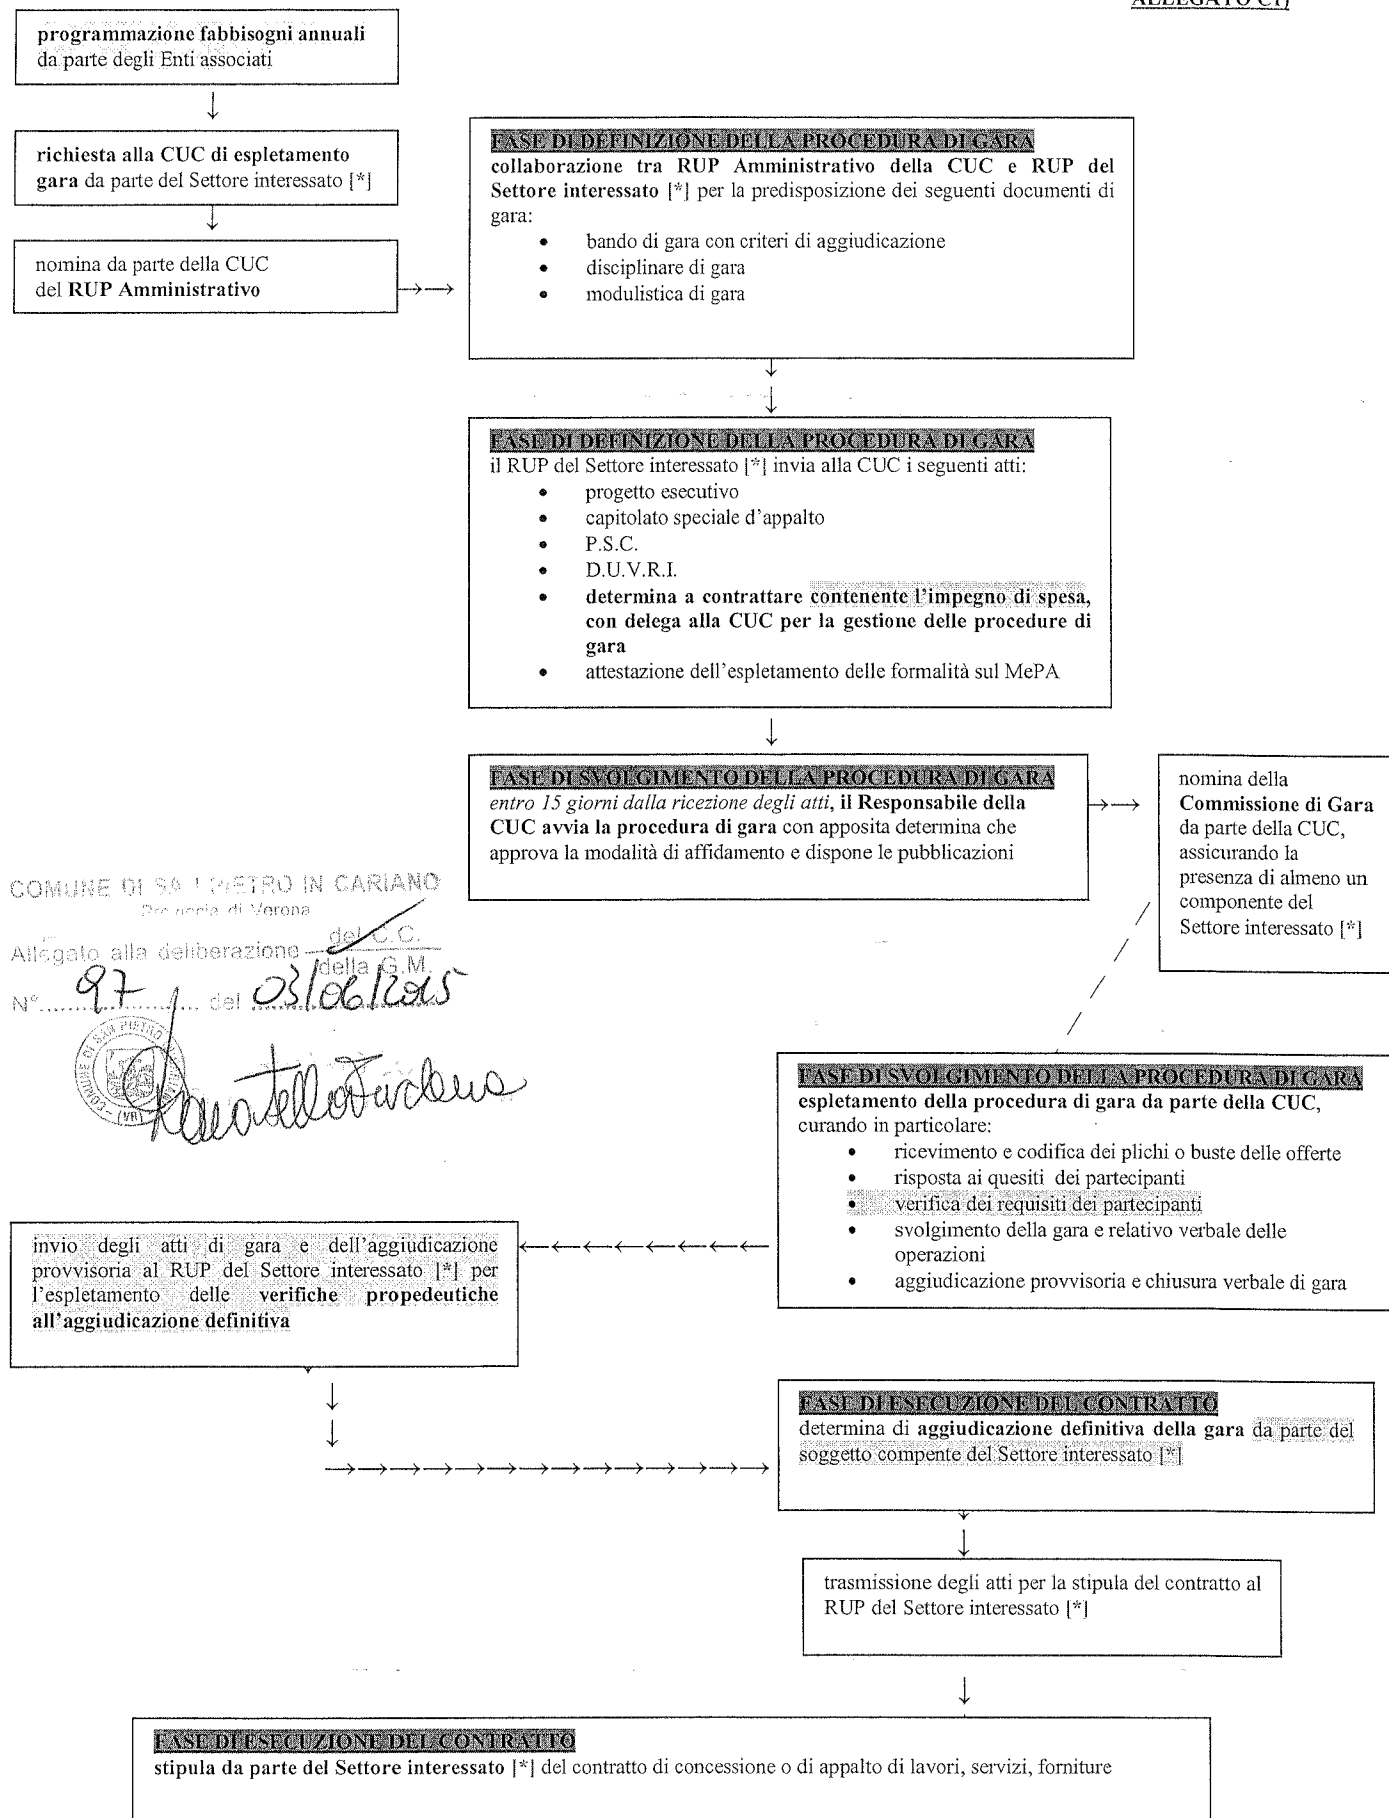 ALLEGATO C1)
programmazione fabbisogni annuali
da parte degli Enti associati
richiesta alla CUC di espletamento
gara da parte del Settore interessato [*]
nomina da parte della CUC
del RUP Amministrativo
FASE DI DEFINIZIONE DELLA PROCEDURA DI GARA
collaborazione tra RUP Amministrativo della CUC e RUP del
Settore interessato [*] per la predisposizione dei seguenti documenti di
gara:
• bando di gara con criteri di aggiudicazione
• disciplinare di gara
• modulistica di gara
FASE DI DEFINIZIONE DELLA PROCEDURA DI GARA
il RUP del Settore interessato [*] invia alla CUC i seguenti atti:
• progetto esecutivo
• capitolato speciale d'appalto
• P.S.C.
• D.U.V.R.I.
• determina a contrattare contenente l'impegno di spesa,
con delega alla CUC per la gestione delle procedure di
gara
• attestazione dell'espletamento delle formalità sul MePA
FASE DI SVOLGIMENTO DELLA PROCEDURA DI GARA
entro 15 giorni dalla ricezione degli atti, il Responsabile della
CUC avvia la procedura di gara con apposita determina che
approva la modalità di affidamento e dispone le pubblicazioni
nomina della
Commissione di Gara
da parte della CUC,
assicurando la
presenza di almeno un
componente del
Settore interessato [*]
COMUNE DI SAN PIETRO IN CARIANO
Provincia di Verona
Allegato alla deliberazione del C.C.
della G.M.
N° 97 del 03/06/2015
COMUNE DI SAN PIETRO
(VR)
FASE DI SVOLGIMENTO DELLA PROCEDURA DI GARA
espletamento della procedura di gara da parte della CUC,
curando in particolare:
• ricevimento e codifica dei plichi o buste delle offerte
• risposta ai quesiti dei partecipanti
• verifica dei requisiti dei partecipanti
• svolgimento della gara e relativo verbale delle
operazioni
• aggiudicazione provvisoria e chiusura verbale di gara
invio degli atti di gara e dell'aggiudicazione
provvisoria al RUP del Settore interessato [*] per
l'espletamento delle verifiche propedeutiche
all'aggiudicazione definitiva
FASE DI ESECUZIONE DEL CONTRATTO
determina di aggiudicazione definitiva della gara da parte del
soggetto compente del Settore interessato [*]
trasmissione degli atti per la stipula del contratto al
RUP del Settore interessato [*]
FASE DI ESECUZIONE DEL CONTRATTO
stipula da parte del Settore interessato [*] del contratto di concessione o di appalto di lavori, servizi, forniture